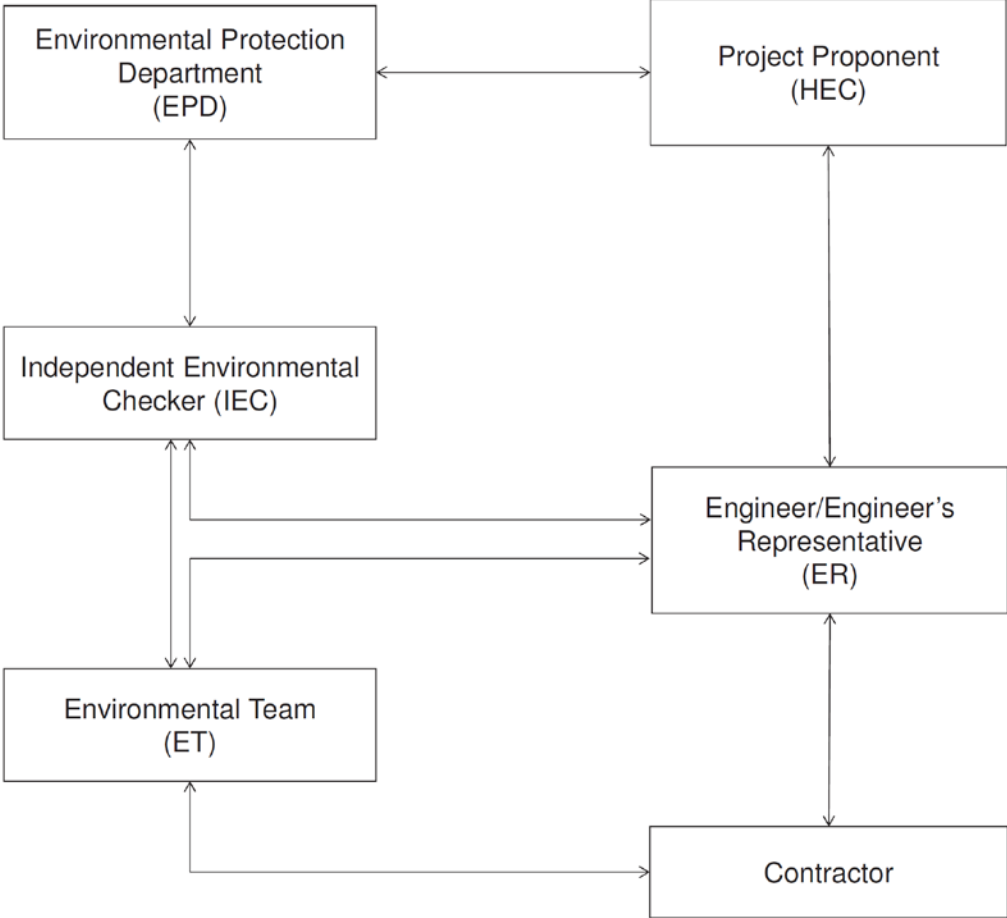 Environmental Protection
Department
(EPD)
Project Proponent
(HEC)
Independent Environmental
Checker (IEC)
Engineer/Engineer’s
Representative
(ER)
Environmental Team
(ET)
Contractor